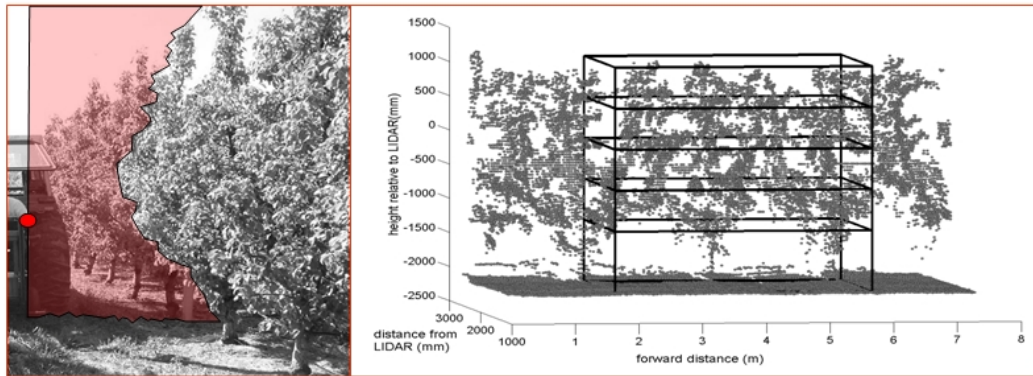 1500
1000
500
0
-500
-1000
-1500
-2000
-2500
height relative to LIDAR(mm)
3000
2000
1000
distance from
LIDAR (mm)
1 2 3 4 5 6 7 8
forward distance (m)